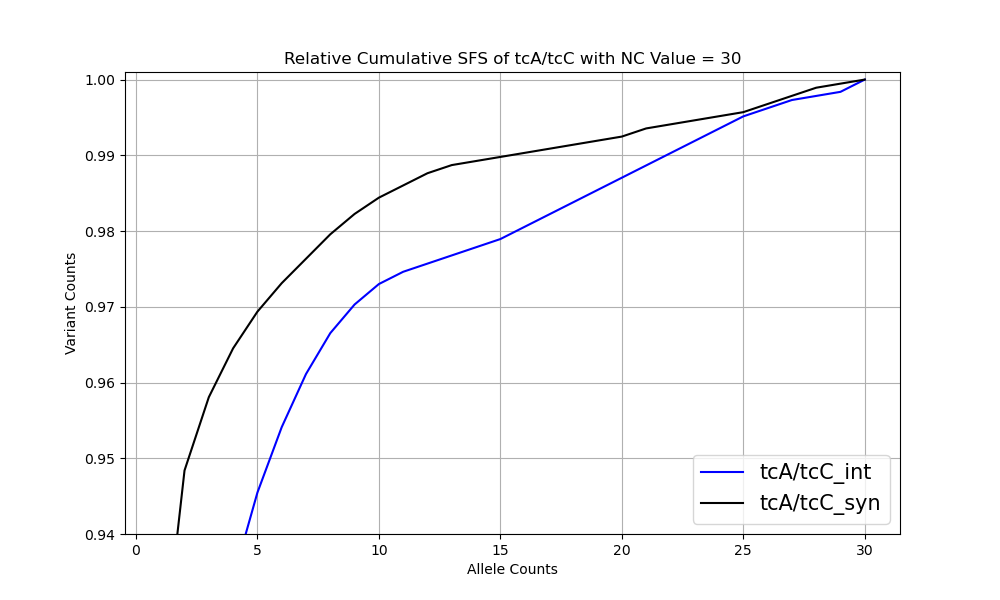 Relative Cumulative SFS of tcA/tcC with NC Value = 30
1.00
0.99
0.98
0.97
0.96
0.95
0.94
Variant Counts
tcA/tcC_int
tcA/tcC_syn
0 5 10 15 20 25 30
Allele Counts